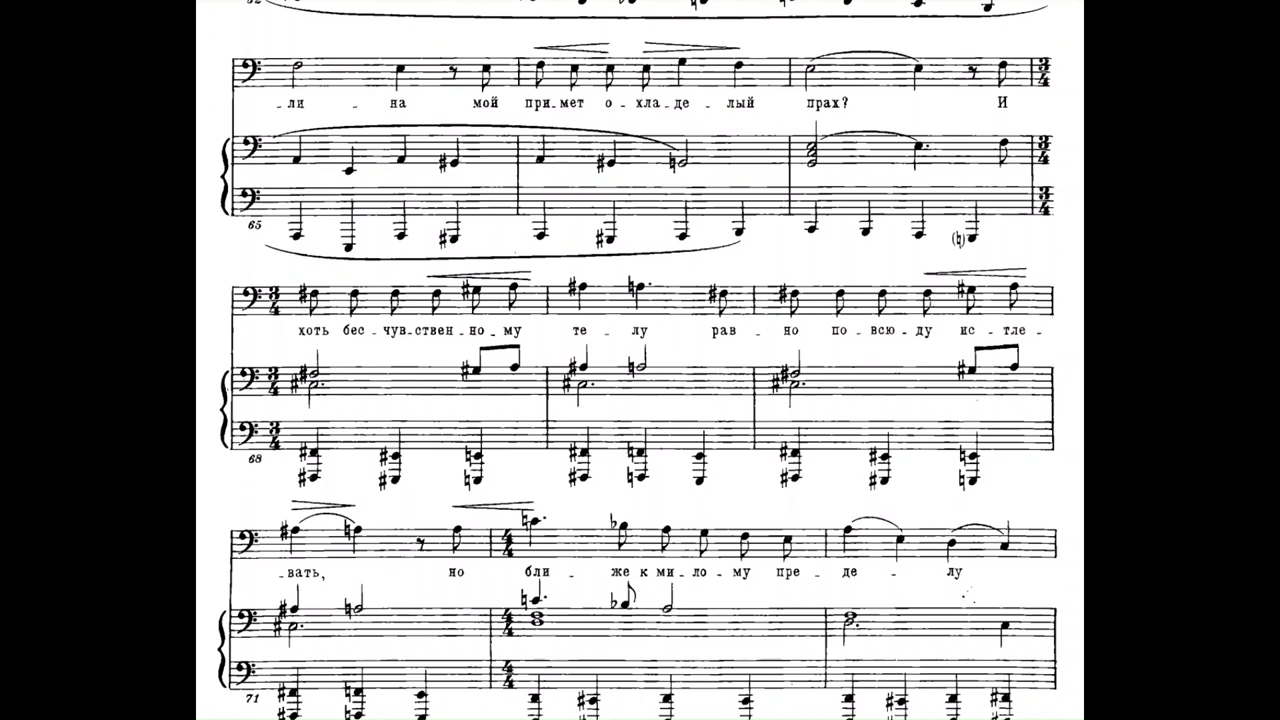 ли - на мой при-мет о-хла-де-лый прах? И
65
хоть бес-чув-ствен-но-му те - лу рав - но по-всю-ду ис-тле-
68
-вать, но бли - же к ми-ло-му пре - де - лу
71